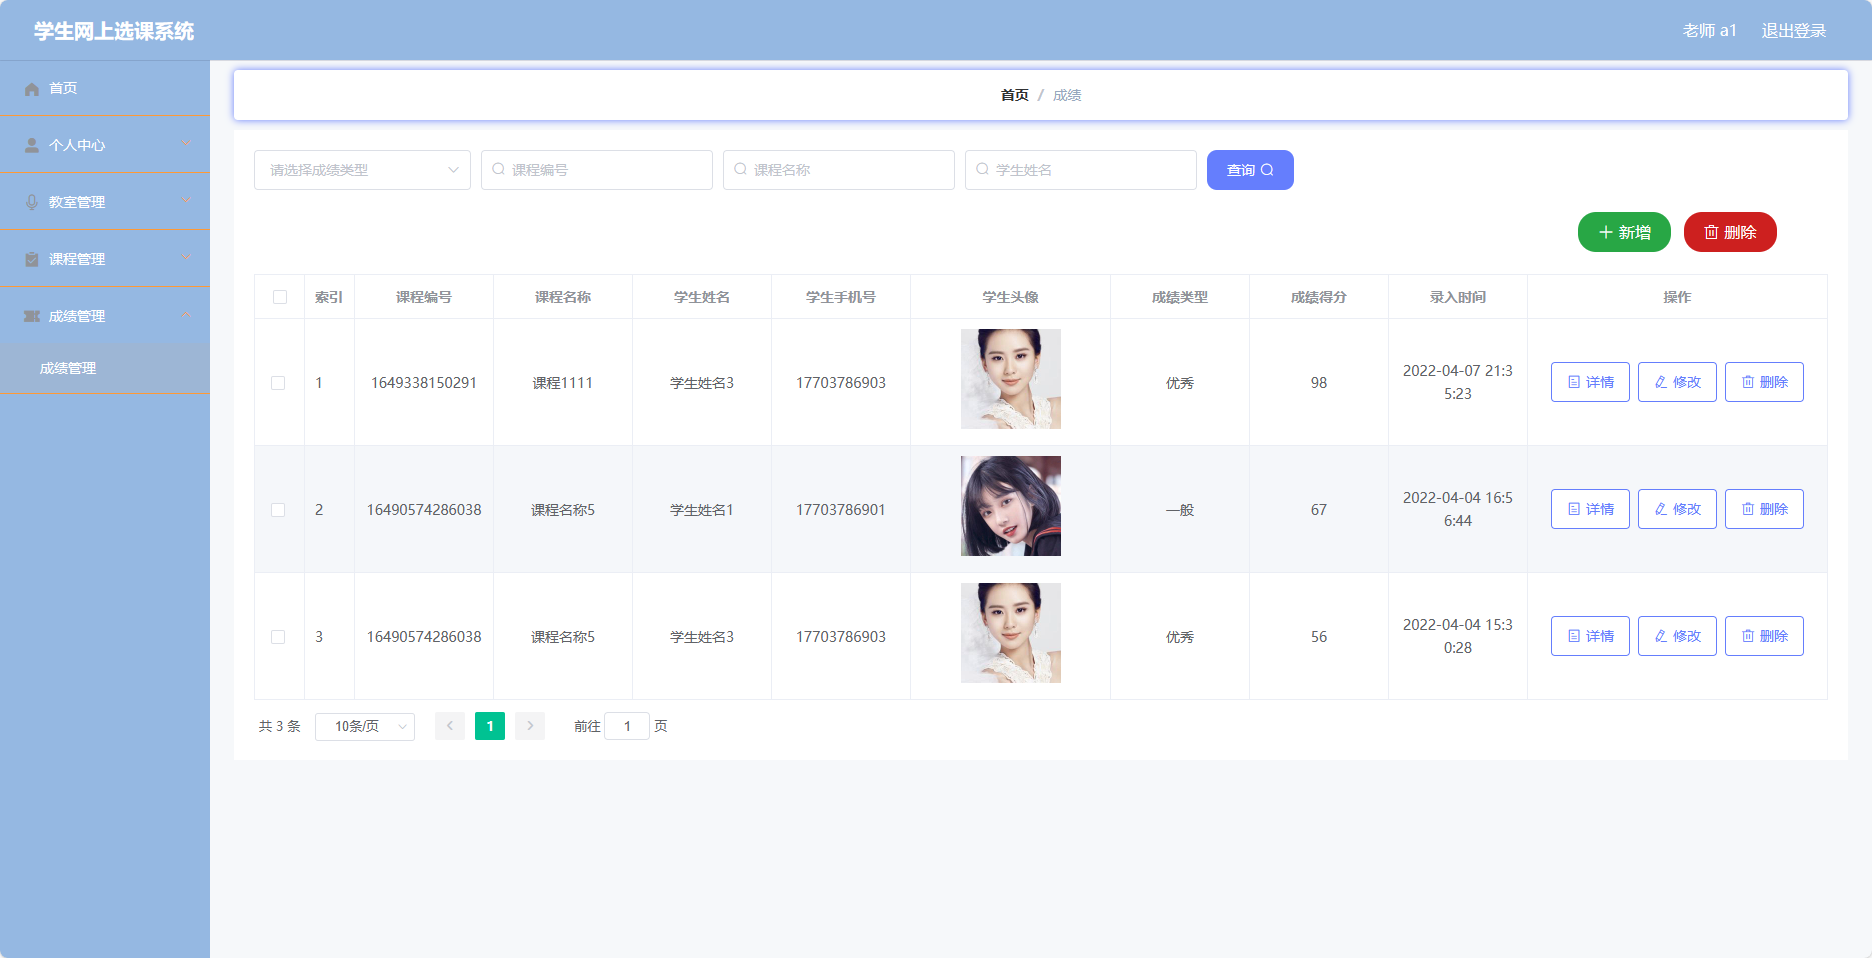 学生网上选课系统
老师 a1 退出登录
首页
个人中心
教室管理
课程管理
成绩管理
成绩管理
首页 / 成绩
请选择成绩类型 课程编号 课程名称 学生姓名 查询
新增 删除
索引 课程编号 课程名称 学生姓名 学生手机号 学生头像 成绩类型 成绩得分 录入时间 操作
1 1649338150291 课程1111 学生姓名3 17703786903 优秀 98 2022-04-07 21:3
5:23
详情 修改 删除
2 16490574286038 课程名称5 学生姓名1 17703786901 一般 67 2022-04-04 16:5
6:44
详情 修改 删除
3 16490574286038 课程名称5 学生姓名3 17703786903 优秀 56 2022-04-04 15:3
0:28
详情 修改 删除
共 3 条 10条/页 1 前往 1 页